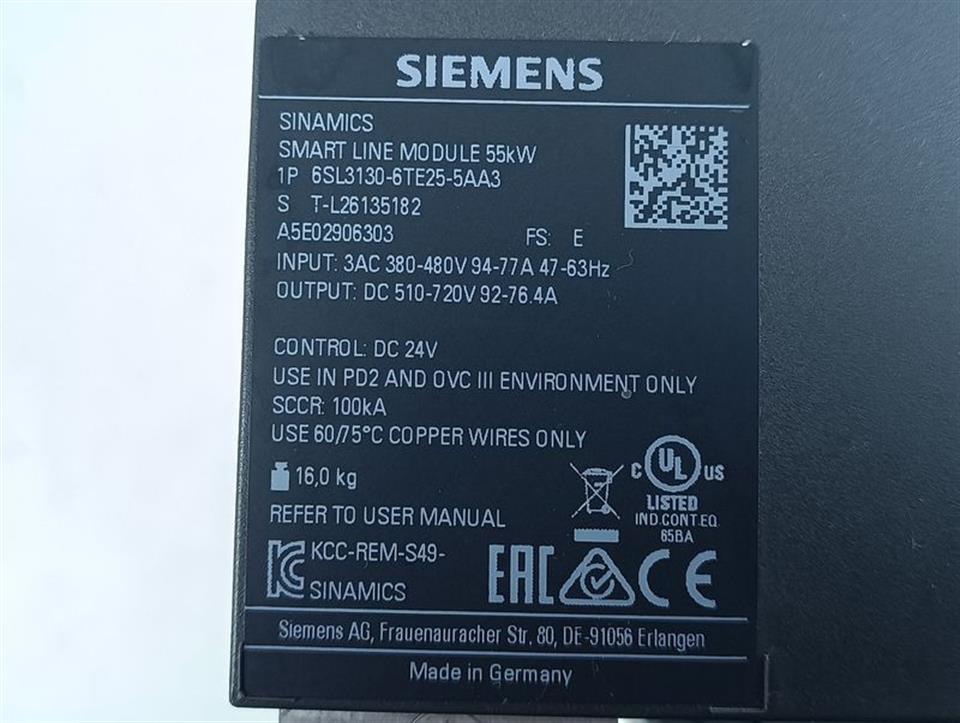 SIEMENS
SINAMICS
SMART LINE MODULE 55kW
1P 6SL3130-6TE25-5AA3
S T-L26135182
A5E02906303 FS: E
INPUT: 3AC 380-480V 94-77A 47-63Hz
OUTPUT: DC 510-720V 92-76.4A
CONTROL: DC 24V
USE IN PD2 AND OVC III ENVIRONMENT ONLY
SCCR: 100kA
USE 60/75°C COPPER WIRES ONLY
16,0 kg
C UL US
LISTED
IND.CONT.EQ.
65BA
REFER TO USER MANUAL
KCC-REM-S49-
SINAMICS
EAC CE
Siemens AG, Frauenauracher Str. 80, DE-91056 Erlangen
Made in Germany